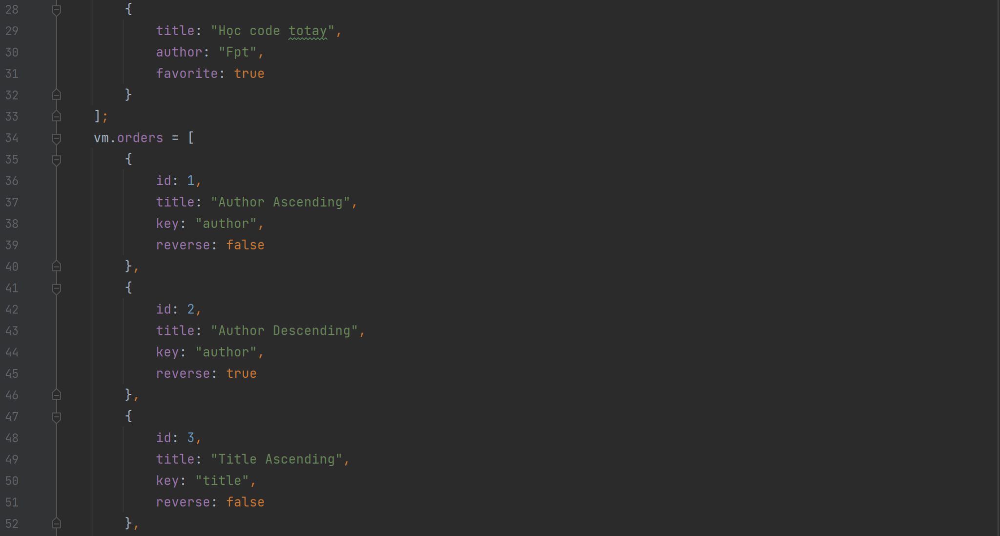 28 {
29 title: "Học code totay",
30 author: "Fpt",
31 favorite: true
32 }
33 ];
34 vm.orders = [
35 {
36 id: 1,
37 title: "Author Ascending",
38 key: "author",
39 reverse: false
40 },
41 {
42 id: 2,
43 title: "Author Descending",
44 key: "author",
45 reverse: true
46 },
47 {
48 id: 3,
49 title: "Title Ascending",
50 key: "title",
51 reverse: false
52 },